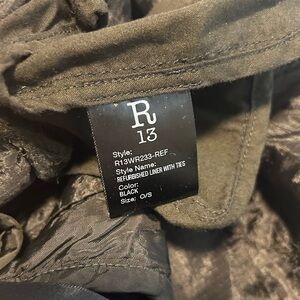 R
13
Style:
R13WR233-REF
Style Name:
REFURBISHED LINER WITH TIES
Color:
BLACK
Size: O/S